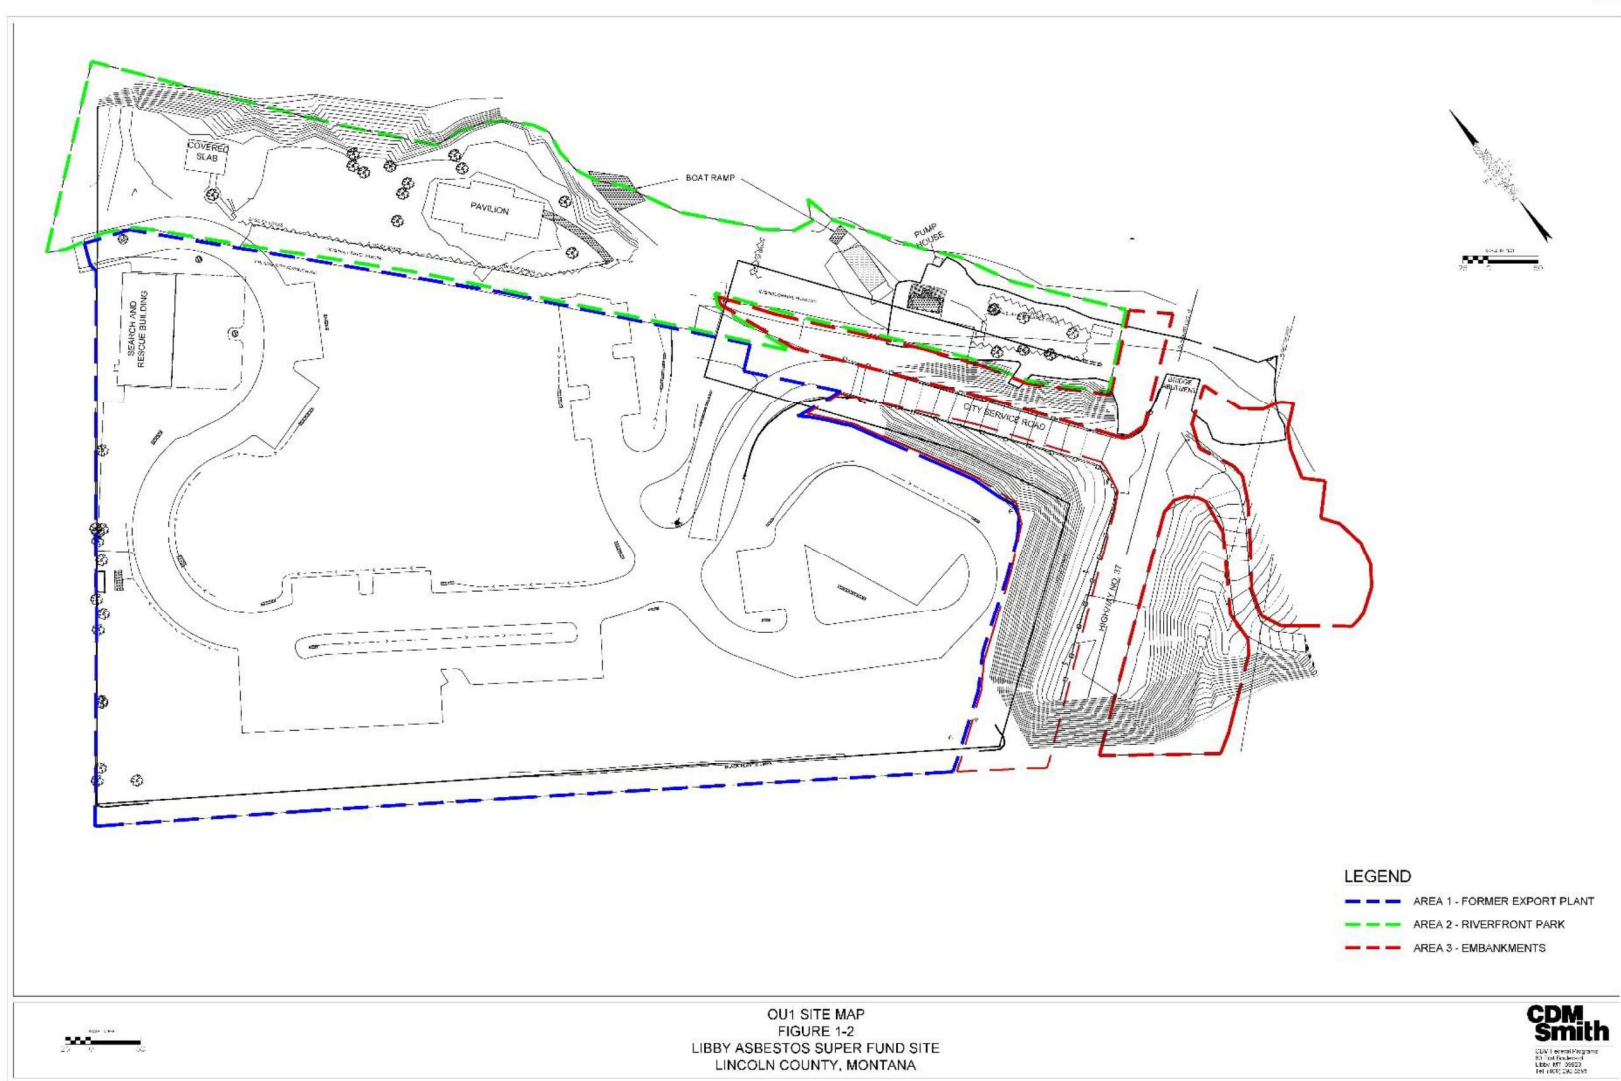 COVERED
SLAB
BOAT RAMP
PAVILION
PUMP
HOUSE
SEARCH AND
RESCUE BUILDING
BRIDGE
ABUTMENT
CITY SERVICE ROAD
HIGHWAY NO. 37
LEGEND
AREA 1 - FORMER EXPORT PLANT
AREA 2 - RIVERFRONT PARK
AREA 3 - EMBANKMENTS
OU1 SITE MAP
FIGURE 1-2
LIBBY ASBESTOS SUPER FUND SITE
LINCOLN COUNTY, MONTANA
CDM
Smith